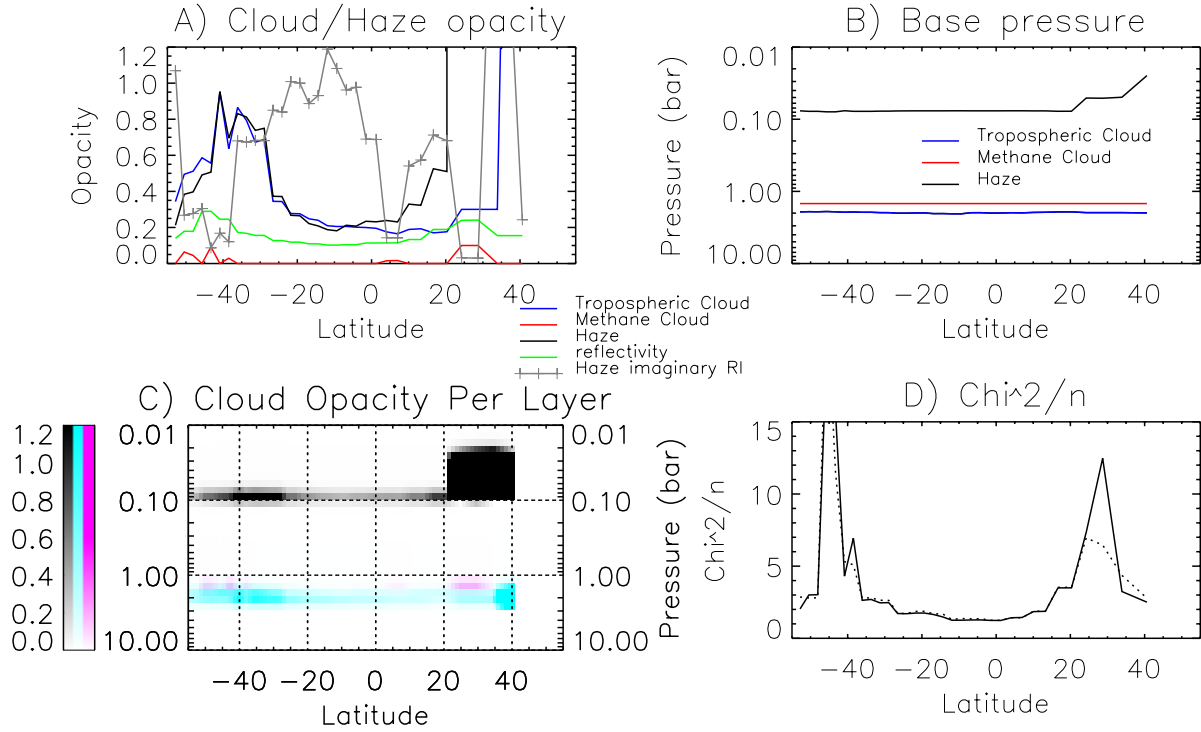 A) Cloud/Haze opacity
1.2
1.0
0.8
0.6
0.4
0.2
0.0
Opacity
−40 −20 0 20 40
Latitude
B) Base pressure
0.01
0.10
1.00
10.00
Pressure (bar)
Tropospheric Cloud
Methane Cloud
Haze
−40 −20 0 20 40
Latitude
Tropospheric Cloud
Methane Cloud
Haze
reflectivity
Haze imaginary RI
C) Cloud Opacity Per Layer
1.2
1.0
0.8
0.6
0.4
0.2
0.0
0.01
0.10
1.00
10.00
0.01
0.10
1.00
10.00
Pressure (bar)
−40 −20 0 20 40
Latitude
D) Chi^2/n
15
10
5
0
Chi^2/n
−40 −20 0 20 40
Latitude